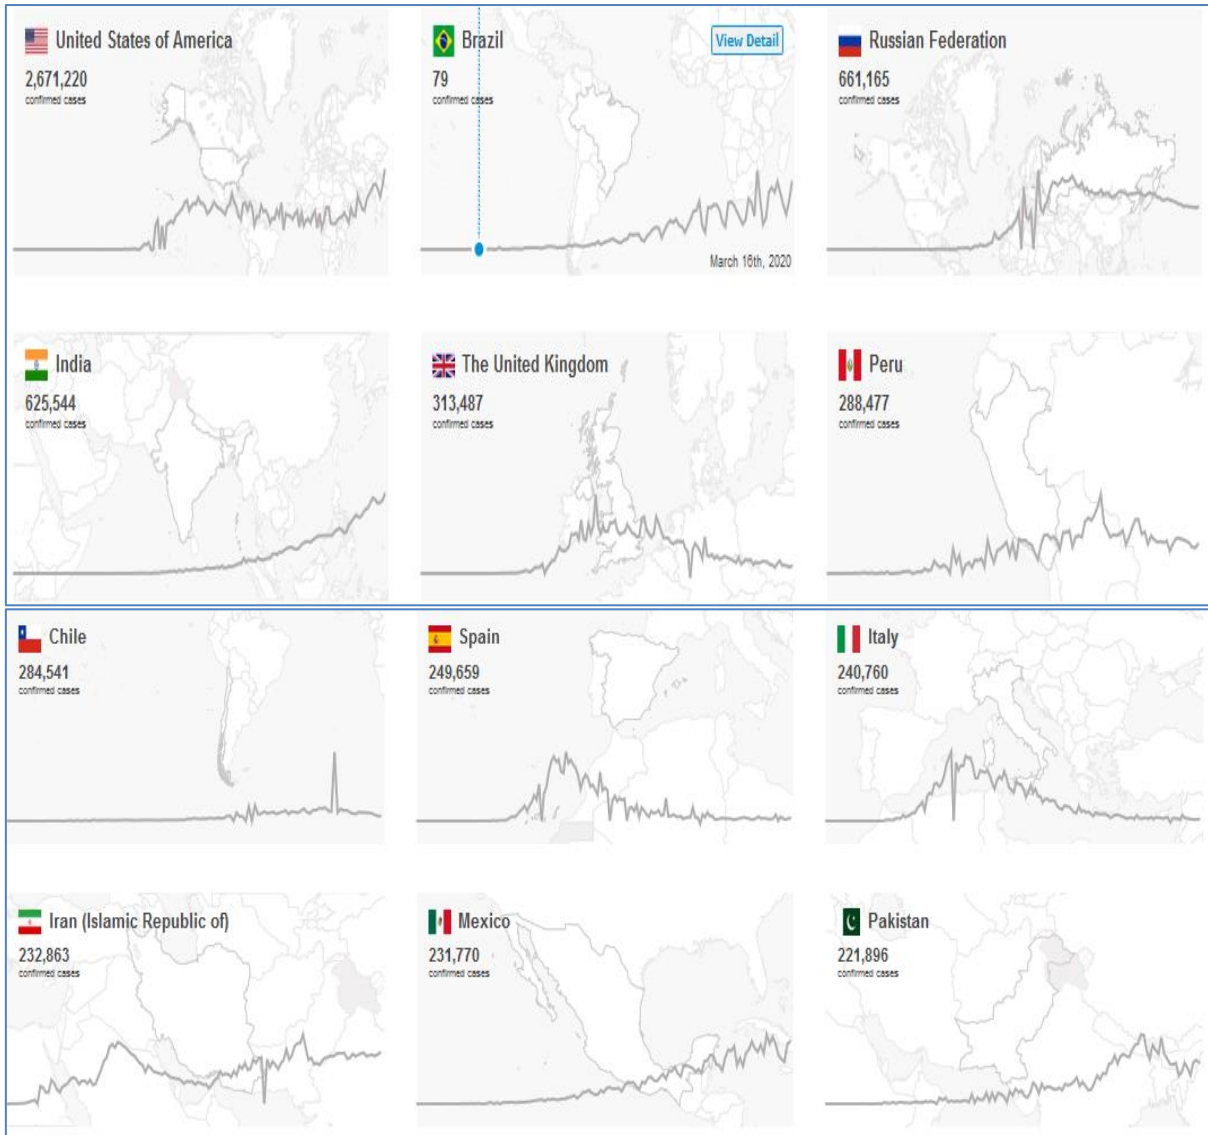 United States of America
2,671,220
confirmed cases
Brazil
View Detail
79
confirmed cases
March 16th, 2020
Russian Federation
661,165
confirmed cases
India
625,544
confirmed cases
The United Kingdom
313,487
confirmed cases
Peru
288,477
confirmed cases
Chile
284,541
confirmed cases
Spain
249,659
confirmed cases
Italy
240,760
confirmed cases
Iran (Islamic Republic of)
232,863
confirmed cases
Mexico
231,770
confirmed cases
Pakistan
221,896
confirmed cases